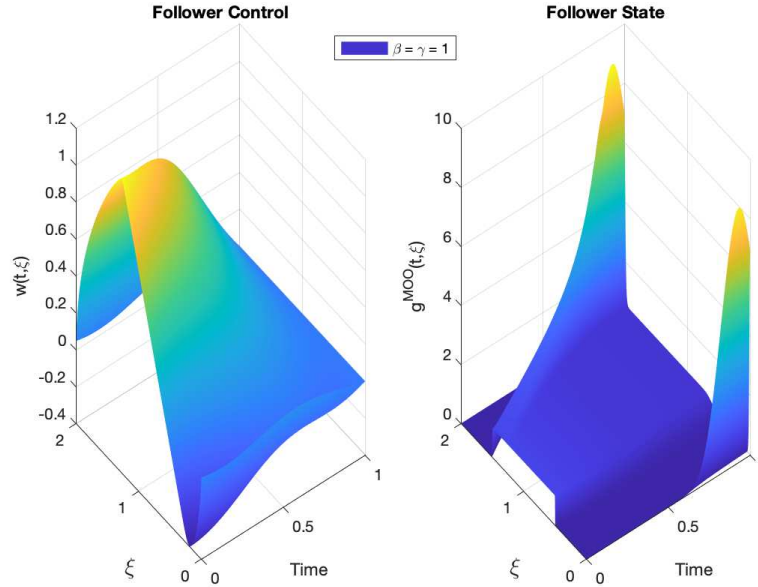 Follower Control
Follower State
β = γ = 1
1.2
1
0.8
0.6
0.4
0.2
0
-0.2
-0.4
w(t,ξ)
2
1
0
ξ
0
0.5
1
Time
10
8
6
4
2
0
g^MOO(t,ξ)
2
1
0
ξ
0
0.5
Time